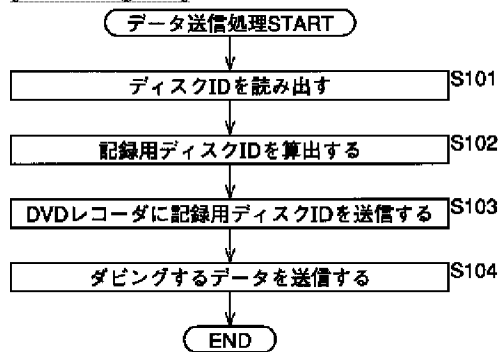 データ送信処理START
ディスクIDを読み出す S101
記録用ディスクIDを算出する S102
DVDレコーダに記録用ディスクIDを送信する S103
ダビングするデータを送信する S104
END